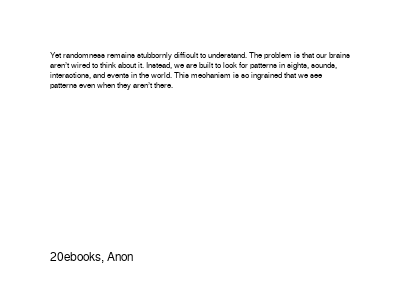 Yet randomness remains stubbornly difficult to understand. The problem is that our brains
aren't wired to think about it. Instead, we are built to look for patterns in sights, sounds,
interactions, and events in the world. This mechanism is so ingrained that we see
patterns even when they aren't there.
20ebooks, Anon